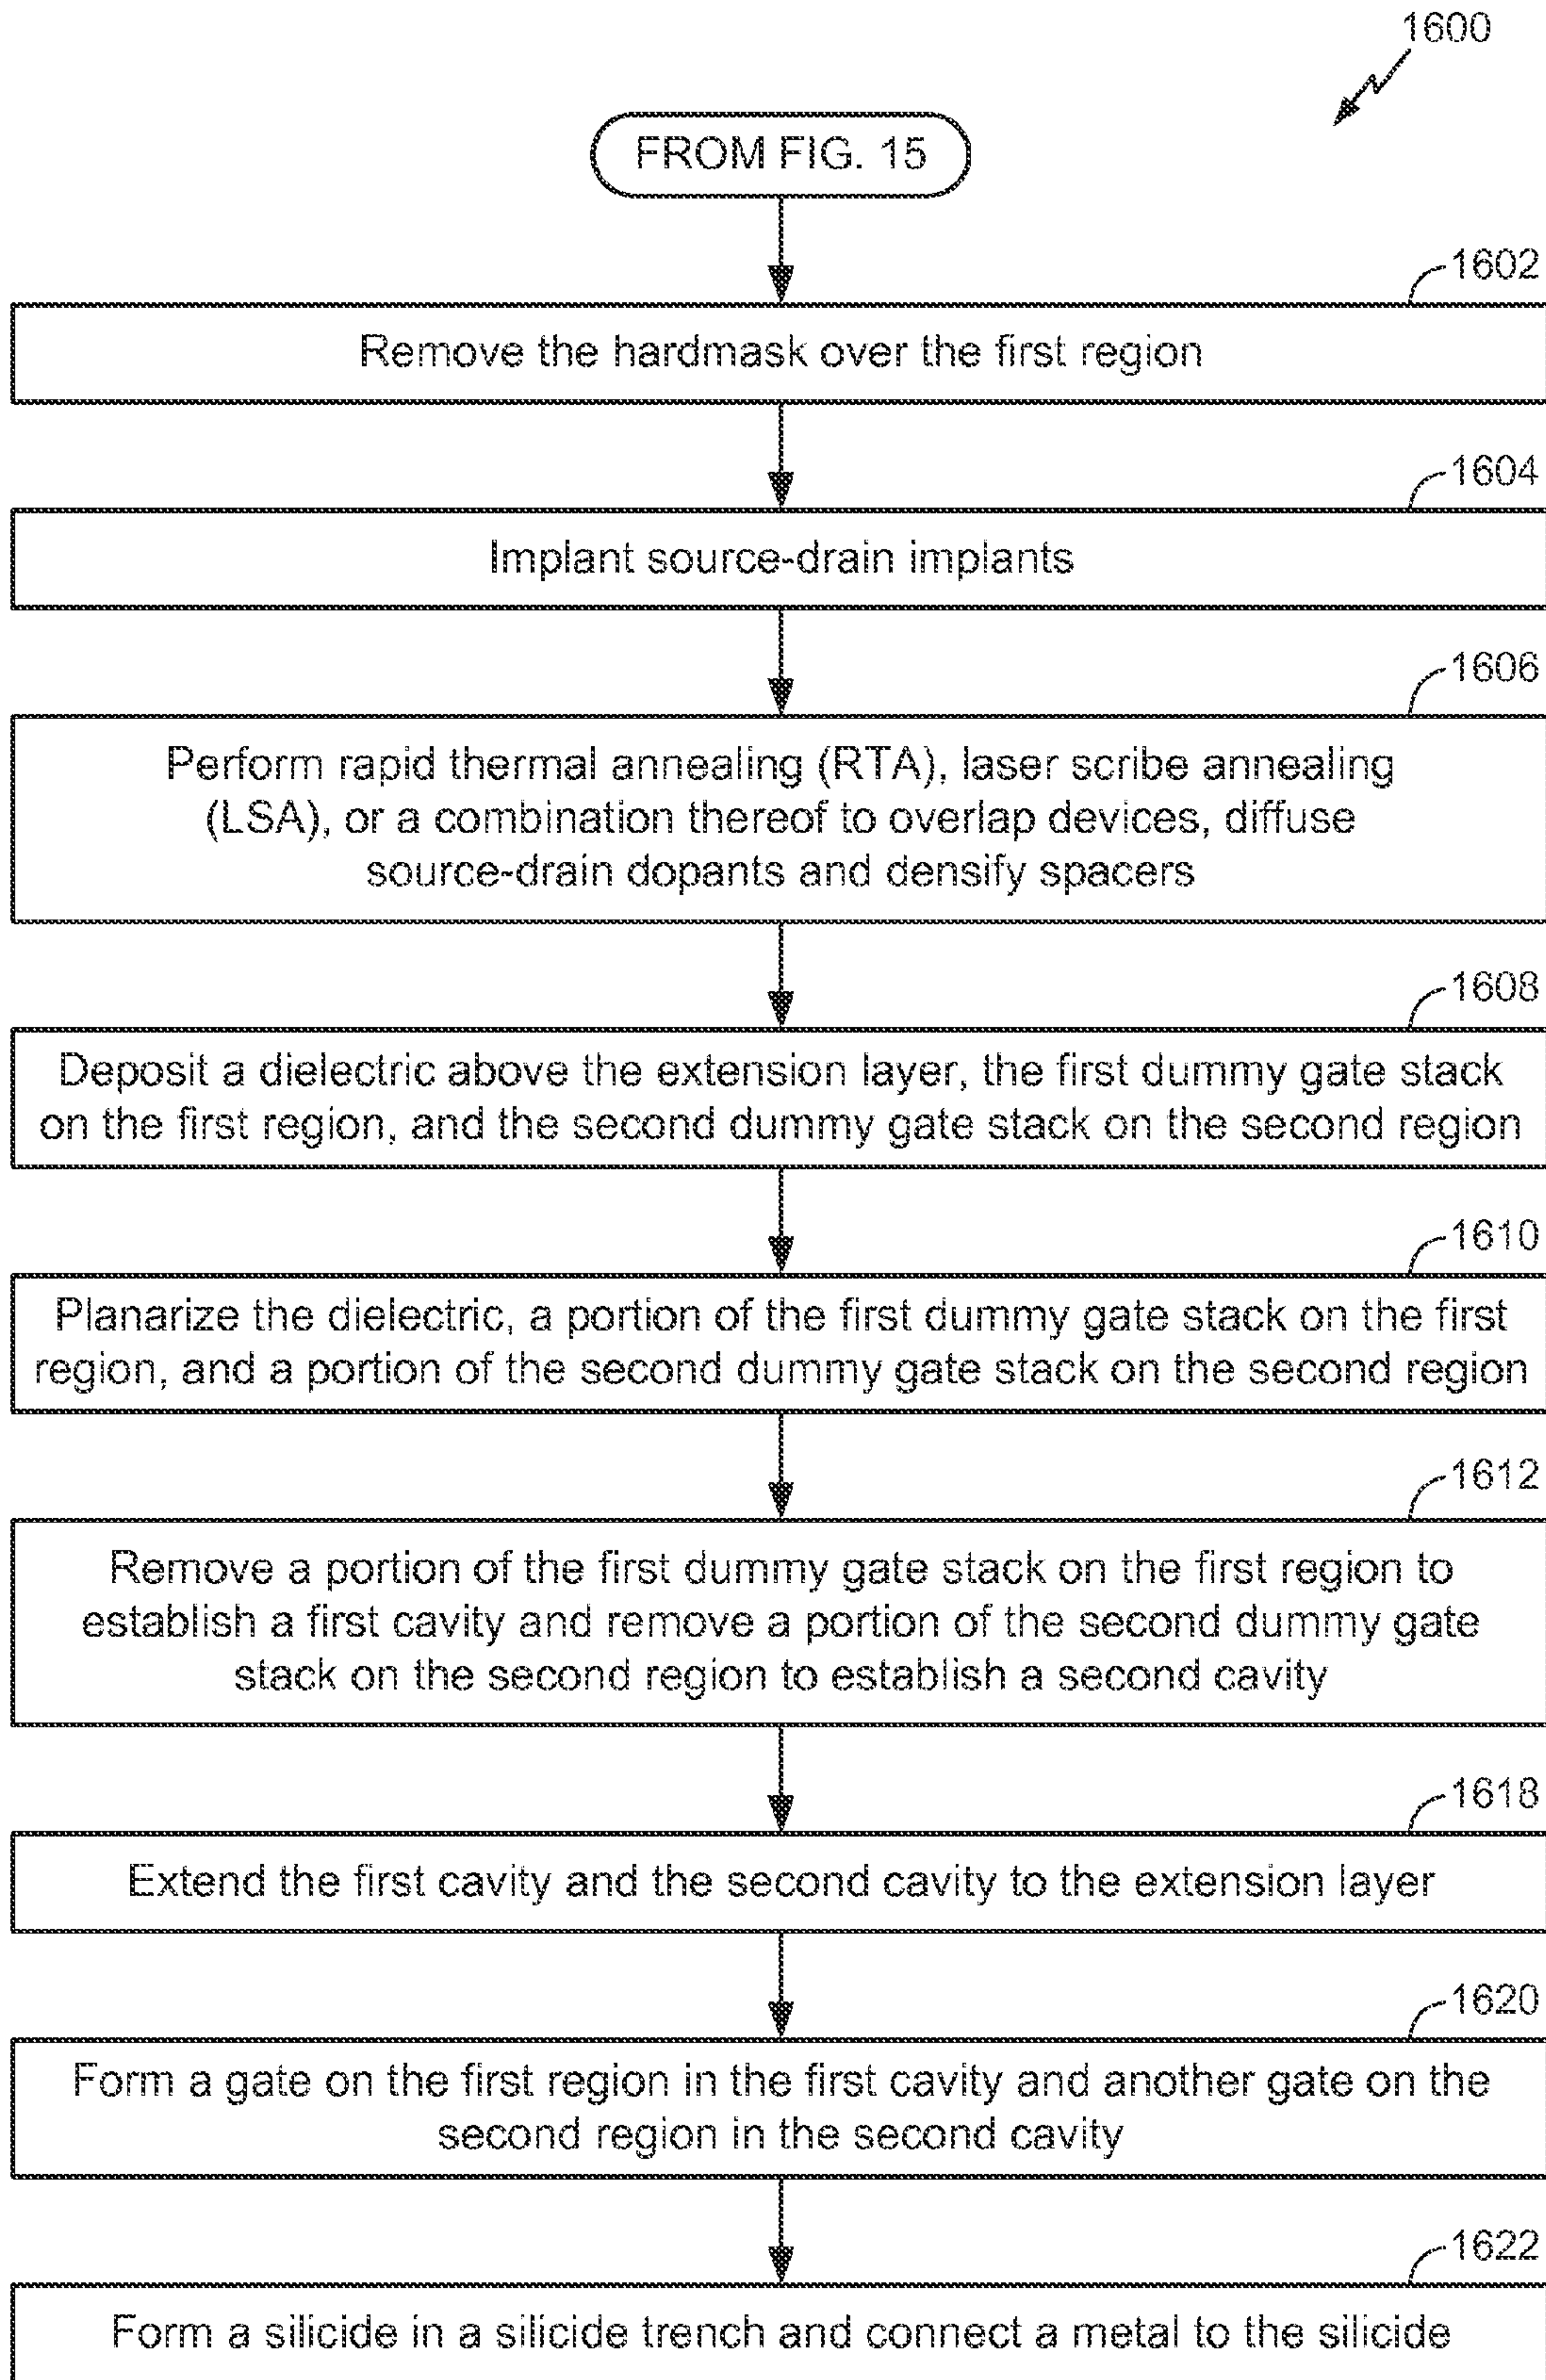 1600
FROM FIG. 15
1602
Remove the hardmask over the first region
1604
Implant source-drain implants
1606
Perform rapid thermal annealing (RTA), laser scribe annealing
(LSA), or a combination thereof to overlap devices, diffuse
source-drain dopants and densify spacers
1608
Deposit a dielectric above the extension layer, the first dummy gate stack
on the first region, and the second dummy gate stack on the second region
1610
Planarize the dielectric, a portion of the first dummy gate stack on the first
region, and a portion of the second dummy gate stack on the second region
1612
Remove a portion of the first dummy gate stack on the first region to
establish a first cavity and remove a portion of the second dummy gate
stack on the second region to establish a second cavity
1618
Extend the first cavity and the second cavity to the extension layer
1620
Form a gate on the first region in the first cavity and another gate on the
second region in the second cavity
1622
Form a silicide in a silicide trench and connect a metal to the silicide